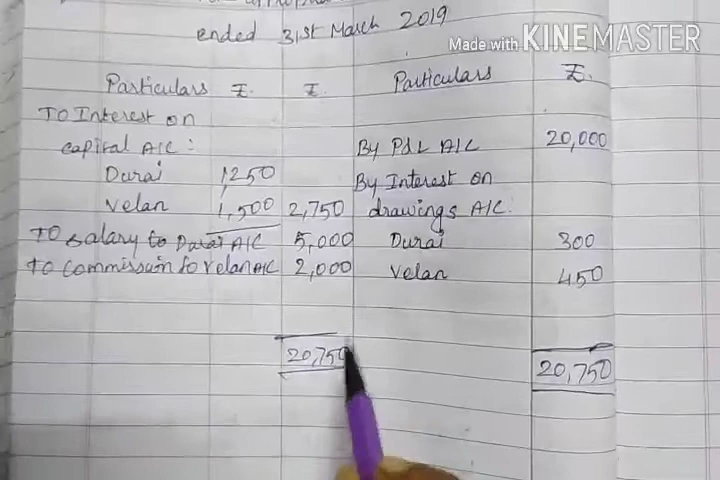 ended 31st March 2019
Made with KINEMASTER
Particulars ₹. ₹. Particulars ₹.
To Interest on
capital A/C : By P&L A/C 20,000
Durai 1,250 By Interest on
Velan 1,500 2,750 drawings A/C:
To salary to Durai A/C 5,000 Durai 300
To commission to Velan A/C 2,000 Velan 450
20,750 20,750